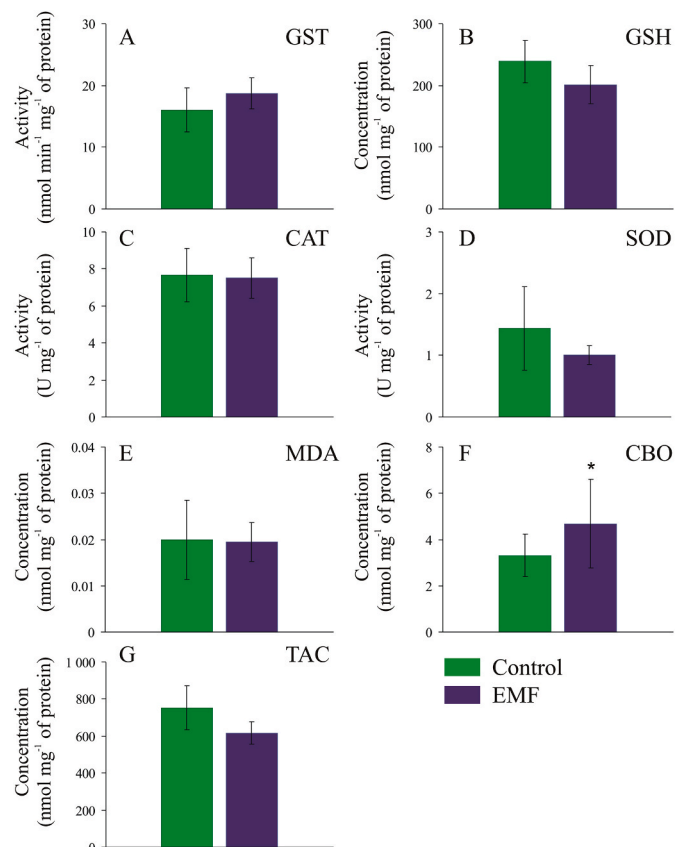 A GST
Activity
(nmol min⁻¹ mg⁻¹ of protein)
30
20
10
0
B GSH
Concentration
(nmol mg⁻¹ of protein)
300
200
100
0
C CAT
Activity
(U mg⁻¹ of protein)
10
8
6
4
2
0
D SOD
Activity
(U mg⁻¹ of protein)
3
2
1
0
E MDA
Concentration
(nmol mg⁻¹ of protein)
0.04
0.03
0.02
0.01
0
F CBO
Concentration
(nmol mg⁻¹ of protein)
8
6
4
2
0
*
G TAC
Concentration
(nmol mg⁻¹ of protein)
1 000
800
600
400
200
0
Control
EMF